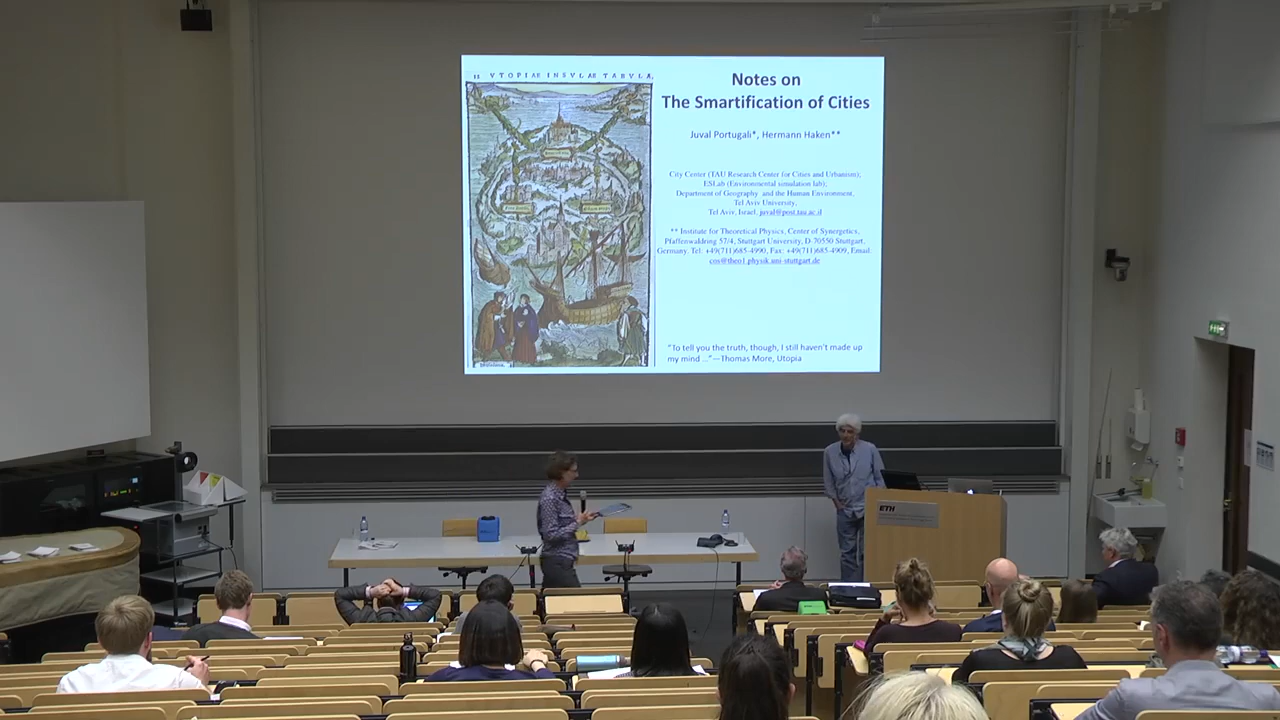 12 VTOPIAE INSVLAE TABVLA.
Notes on
The Smartification of Cities
Juval Portugali*, Hermann Haken**
City Center (TAU Research Center for Cities and Urbanism);
ESLab (Environmental simulation lab);
Department of Geography and the Human Environment,
Tel Aviv University,
Tel Aviv, Israel. juval@post.tau.ac.il
** Institute for Theoretical Physics, Center of Synergetics,
Pfaffenwaldring 57/4, Stuttgart University, D-70550 Stuttgart,
Germany. Tel: +49(711)685-4990, Fax: +49(711)685-4909, Email:
cos@theo1.physik.uni-stuttgart.de
"To tell you the truth, though, I still haven't made up
my mind ..."—Thomas More, Utopia
ETH